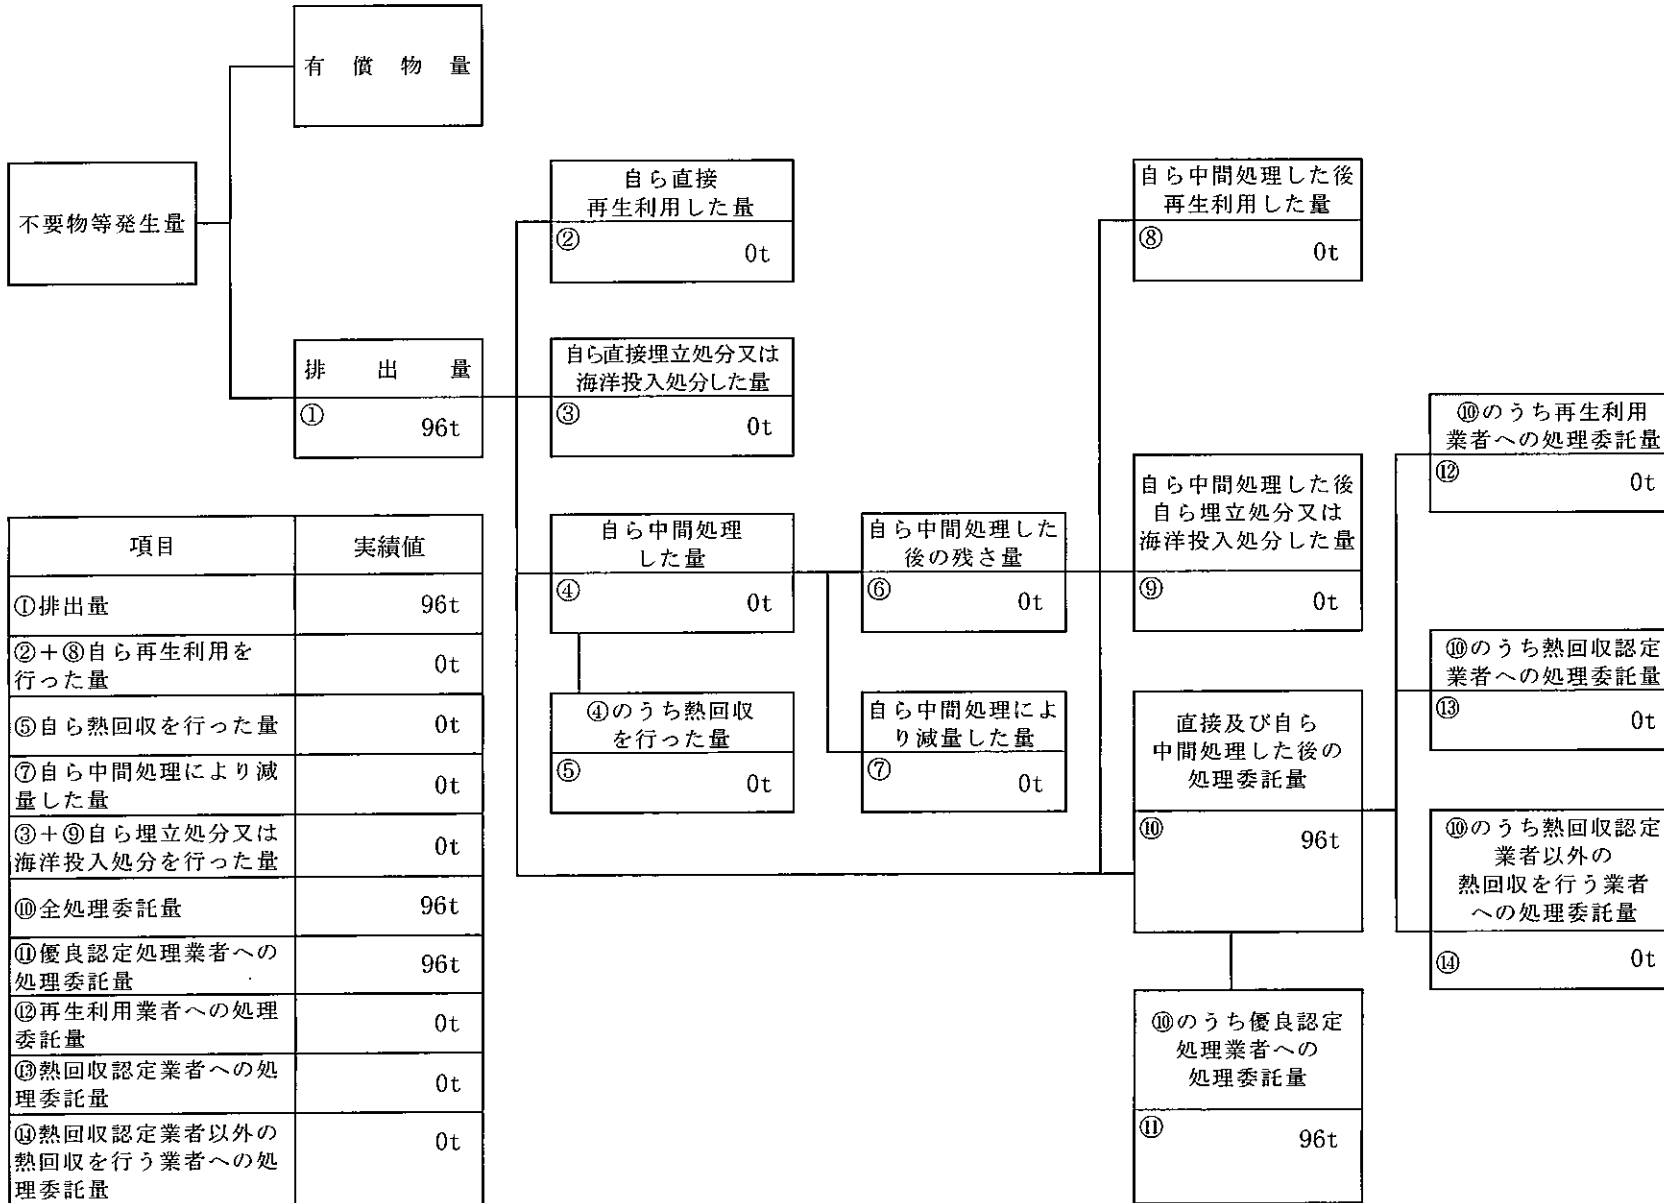 有償物量
不要物等発生量
排出量
①
96t
自ら直接
再生利用した量
②
0t
自ら直接埋立処分又は
海洋投入処分した量
③
0t
自ら中間処理
した量
④
0t
④のうち熱回収
を行った量
⑤
0t
自ら中間処理した
後の残さ量
⑥
0t
自ら中間処理によ
り減量した量
⑦
0t
自ら中間処理した後
再生利用した量
⑧
0t
自ら中間処理した後
自ら埋立処分又は
海洋投入処分した量
⑨
0t
直接及び自ら
中間処理した後の
処理委託量
⑩
96t
⑩のうち優良認定
処理業者への
処理委託量
⑪
96t
⑩のうち再生利用
業者への処理委託量
⑫
0t
⑩のうち熱回収認定
業者への処理委託量
⑬
0t
⑩のうち熱回収認定
業者以外の
熱回収を行う業者
への処理委託量
⑭
0t
項目 実績値
①排出量 96t
②+⑧自ら再生利用を
行った量
0t
⑤自ら熱回収を行った量 0t
⑦自ら中間処理により減
量した量
0t
③+⑨自ら埋立処分又は
海洋投入処分を行った量
0t
⑩全処理委託量 96t
⑪優良認定処理業者への
処理委託量
96t
⑫再生利用業者への処理
委託量
0t
⑬熱回収認定業者への処
理委託量
0t
⑭熱回収認定業者以外の
熱回収を行う業者への処
理委託量
0t